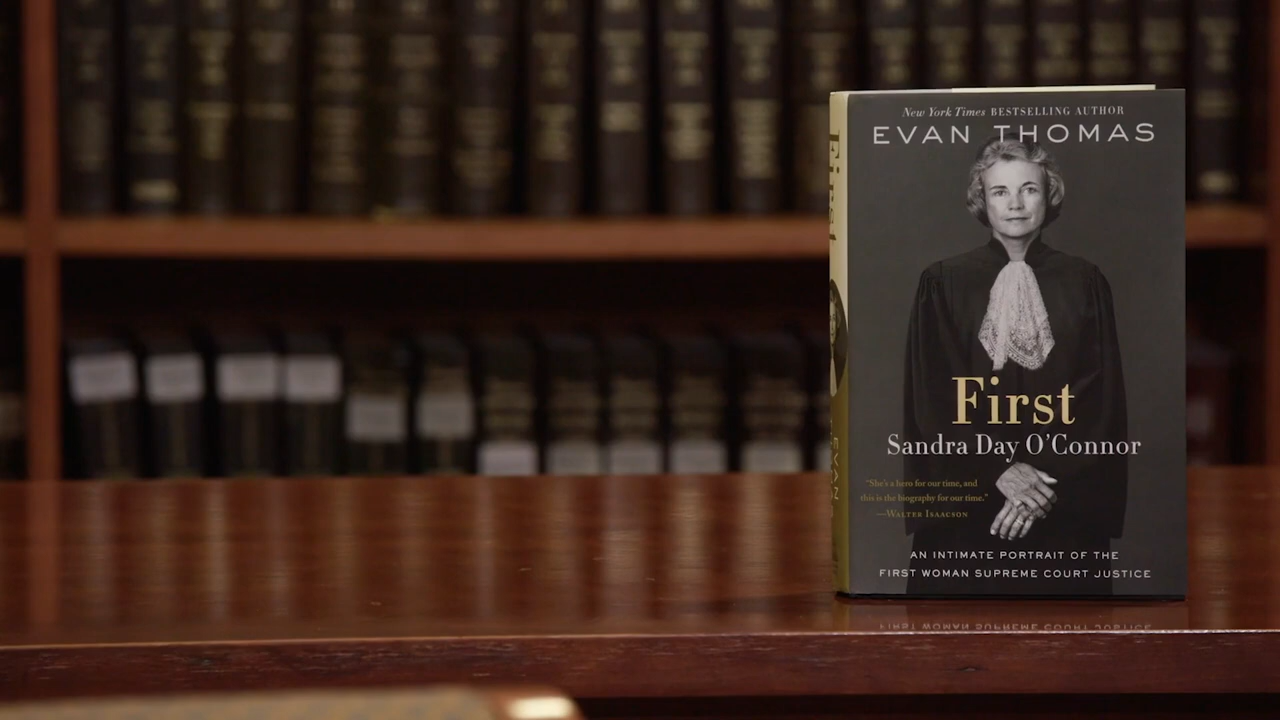 New York Times BESTSELLING AUTHOR
EVAN THOMAS
First
Sandra Day O'Connor
"She's a hero for our time, and
this is the biography for our time."
—WALTER ISAACSON
AN INTIMATE PORTRAIT OF THE
FIRST WOMAN SUPREME COURT JUSTICE
First
EVAN